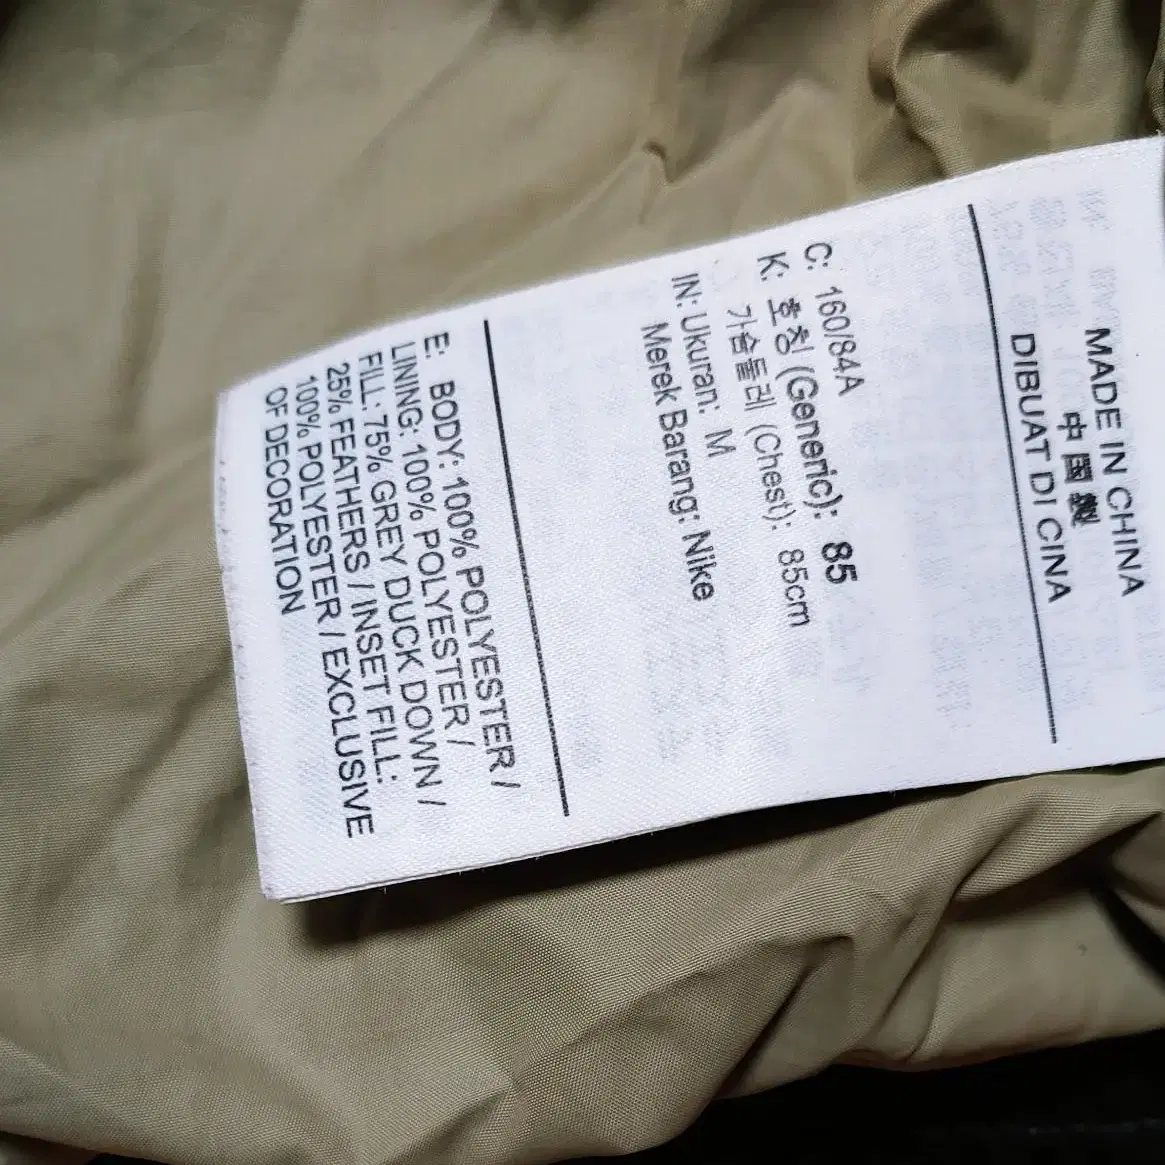 MADE IN CHINA
中国製
DIBUAT DI CINA
C: 160/84A
K: 호칭 (Generic): 85
가슴둘레 (Chest): 85cm
IN: Ukuran: M
Merek Barang: Nike
E: BODY: 100% POLYESTER /
LINING: 100% POLYESTER /
FILL: 75% GREY DUCK DOWN /
25% FEATHERS / INSET FILL:
100% POLYESTER / EXCLUSIVE
OF DECORATION